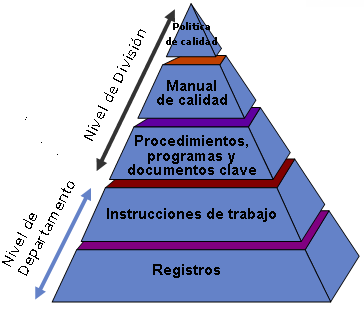 Politica
de calidad
Manual
de calidad
Procedimientos,
programas y
documentos clave
Instrucciones de trabajo
Registros
Nivel de División
Nivel de
Departamento